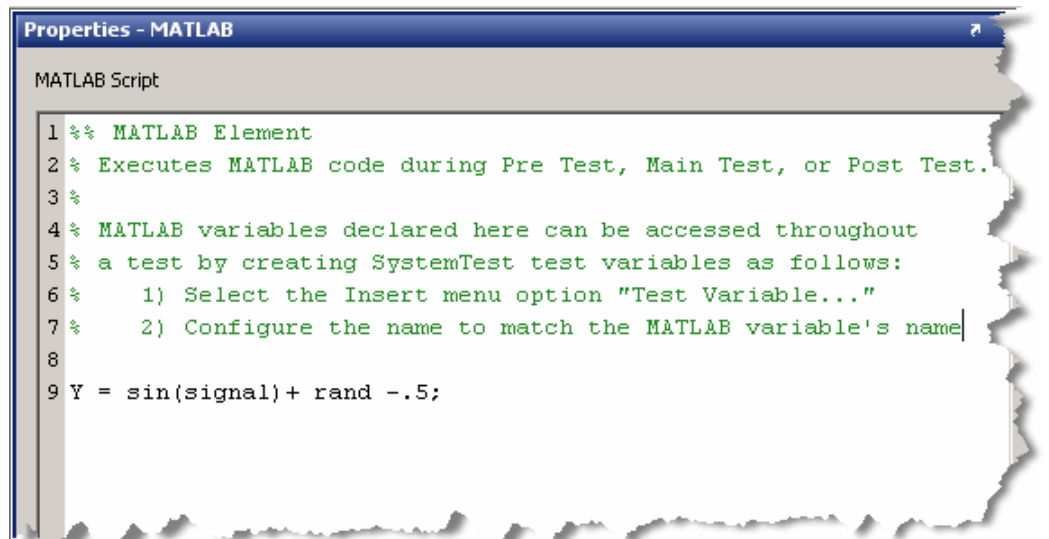 Properties - MATLAB
MATLAB Script
1 %% MATLAB Element
2 % Executes MATLAB code during Pre Test, Main Test, or Post Test.
3 %
4 % MATLAB variables declared here can be accessed throughout
5 % a test by creating SystemTest test variables as follows:
6 %    1) Select the Insert menu option "Test Variable..."
7 %    2) Configure the name to match the MATLAB variable's name
8
9 Y = sin(signal)+ rand -.5;